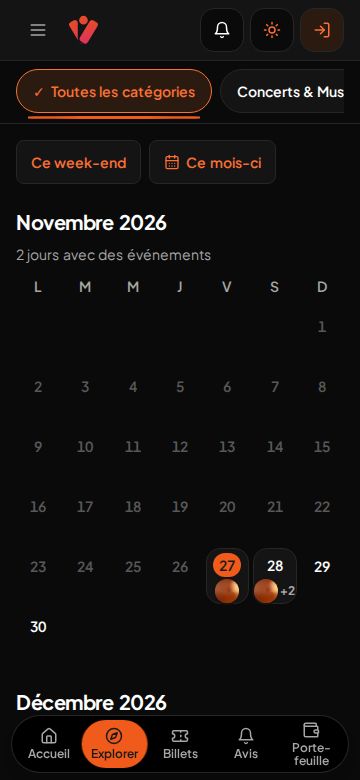 ✓ Toutes les catégories Concerts & Mus
Ce week-end Ce mois-ci
Novembre 2026
2 jours avec des événements
L M M J V S D
1
2 3 4 5 6 7 8
9 10 11 12 13 14 15
16 17 18 19 20 21 22
23 24 25 26 27 28 29
+2
30
Décembre 2026
Accueil Explorer Billets Avis Porte-
feuille